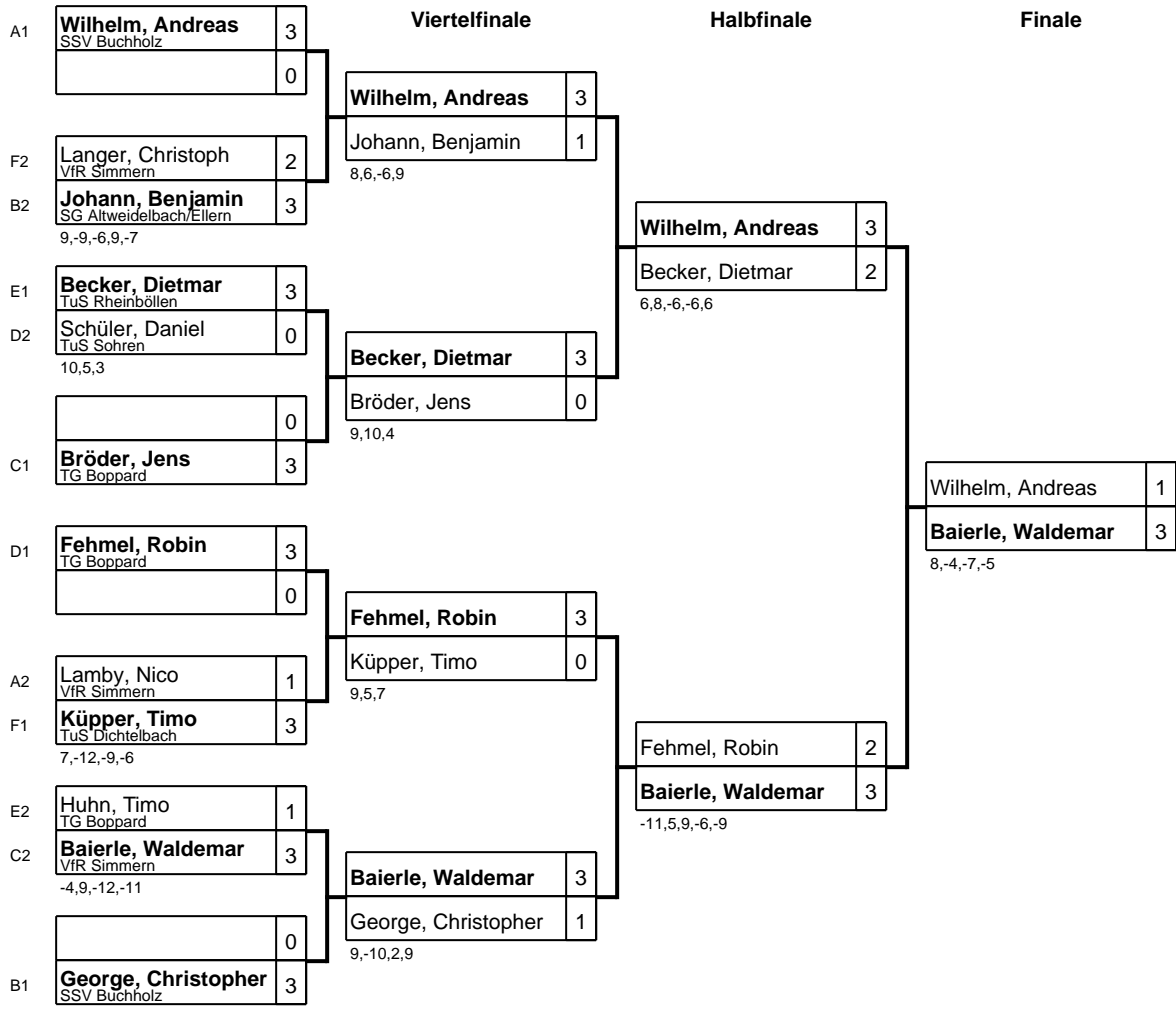 Viertelfinale
Halbfinale
Finale
A1
Wilhelm, Andreas 3
SSV Buchholz
0
F2
Langer, Christoph 2
VfR Simmern
B2
Johann, Benjamin 3
SG Altweidelbach/Ellern
9,-9,-6,9,-7
E1
Becker, Dietmar 3
TuS Rheinböllen
D2
Schüler, Daniel 0
TuS Sohren
10,5,3
0
C1
Bröder, Jens 3
TG Boppard
D1
Fehmel, Robin 3
TG Boppard
0
A2
Lamby, Nico 1
VfR Simmern
F1
Küpper, Timo 3
TuS Dichtelbach
7,-12,-9,-6
E2
Huhn, Timo 1
TG Boppard
C2
Baierle, Waldemar 3
VfR Simmern
-4,9,-12,-11
0
B1
George, Christopher 3
SSV Buchholz
Wilhelm, Andreas 3
Johann, Benjamin 1
8,6,-6,9
Becker, Dietmar 3
Bröder, Jens 0
9,10,4
Fehmel, Robin 3
Küpper, Timo 0
9,5,7
Baierle, Waldemar 3
George, Christopher 1
9,-10,2,9
Wilhelm, Andreas 3
Becker, Dietmar 2
6,8,-6,-6,6
Fehmel, Robin 2
Baierle, Waldemar 3
-11,5,9,-6,-9
Wilhelm, Andreas 1
Baierle, Waldemar 3
8,-4,-7,-5